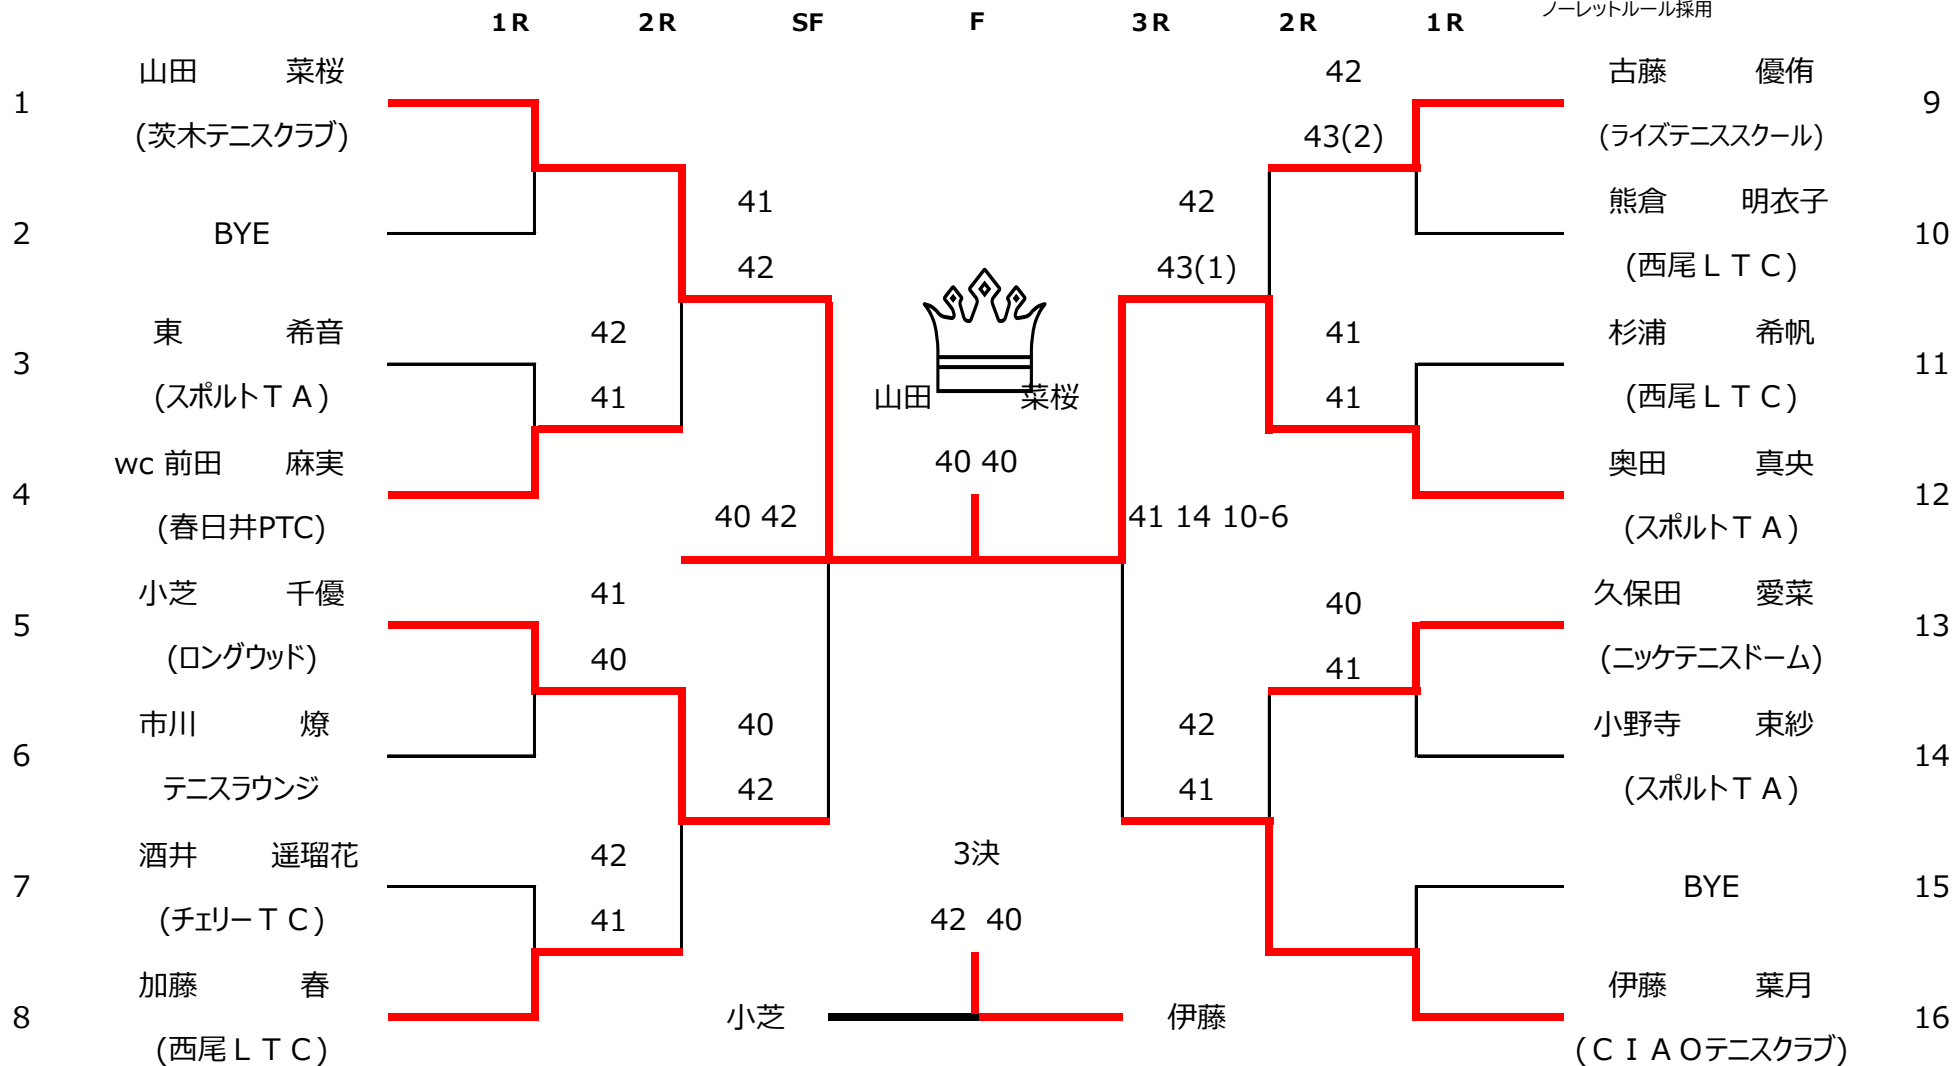 ノーレットルール採用
1R 2R SF F 3R 2R 1R
山田 菜桜 42 古藤 優侑
1 9
(茨木テニスクラブ) 43(2) (ライズテニススクール)
41 42 熊倉 明衣子
2 BYE 10
42 43(1) (西尾ＬＴＣ)
東 希音 42 41 杉浦 希帆
3 11
(スポルトＴＡ) 41 山田 菜桜 41 (西尾ＬＴＣ)
wc 前田 麻実 40 40 奥田 真央
4 12
(春日井PTC) 40 42 41 14 10-6 (スポルトＴＡ)
小芝 千優 41 40 久保田 愛菜
5 13
(ロングウッド) 40 41 (ニッケテニスドーム)
市川 燎 40 42 小野寺 束紗
6 14
テニスラウンジ 42 41 (スポルトＴＡ)
酒井 遥瑠花 42 3決
7 BYE 15
(チェリーＴＣ) 41 42 40
加藤 春 伊藤 葉月
8 小芝 伊藤 16
(西尾ＬＴＣ) (ＣＩＡＯテニスクラブ)